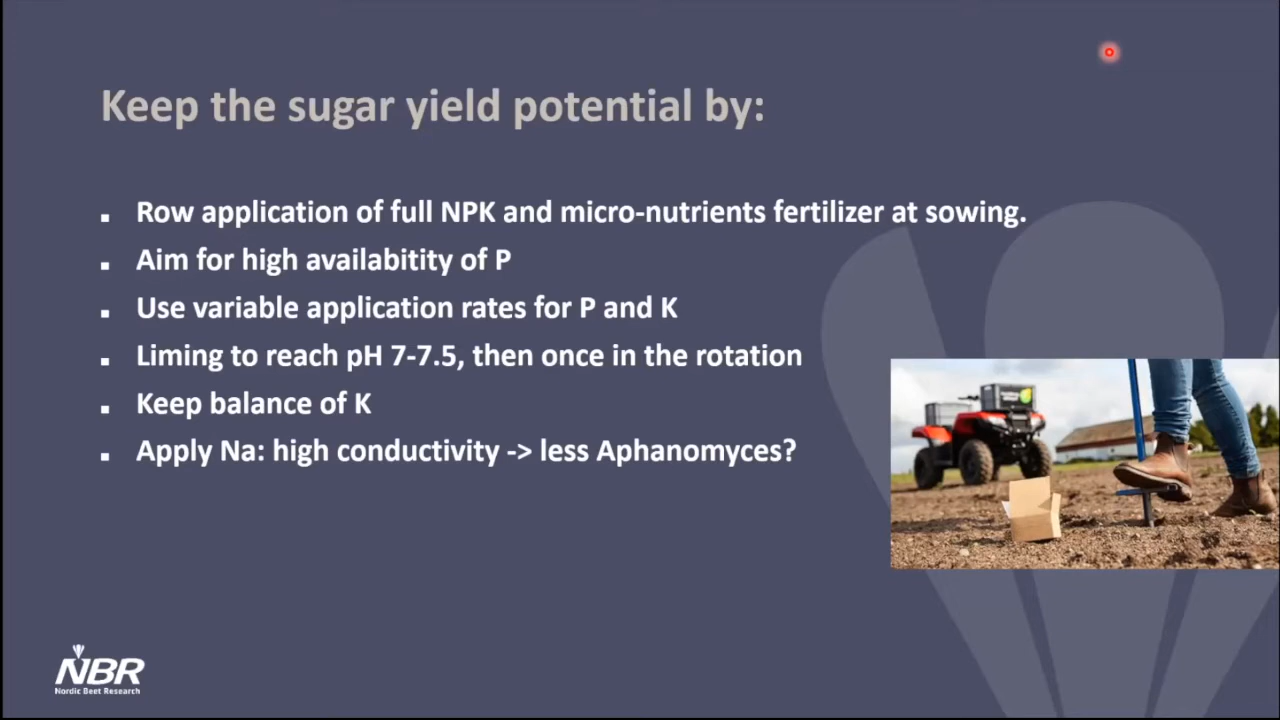 Keep the sugar yield potential by:
Row application of full NPK and micro-nutrients fertilizer at sowing.
Aim for high availabitity of P
Use variable application rates for P and K
Liming to reach pH 7-7.5, then once in the rotation
Keep balance of K
Apply Na: high conductivity -> less Aphanomyces?
NBR
Nordic Beet Research